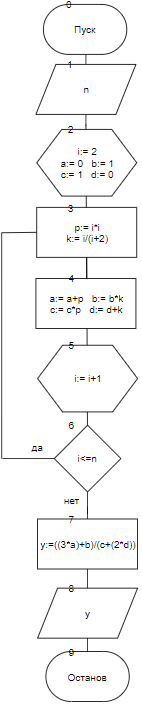 0
Пуск
1
n
2
i:= 2
a:= 0 b:= 1
c:= 1 d:= 0
3
p:= i*i
k:= i/(i+2)
4
a:= a+p b:= b*k
c:= c*p d:= d+k
5
i:= i+1
6
i<=n
да
нет
7
y:=((3*a)+b)/(c+(2*d))
8
y
9
Останов